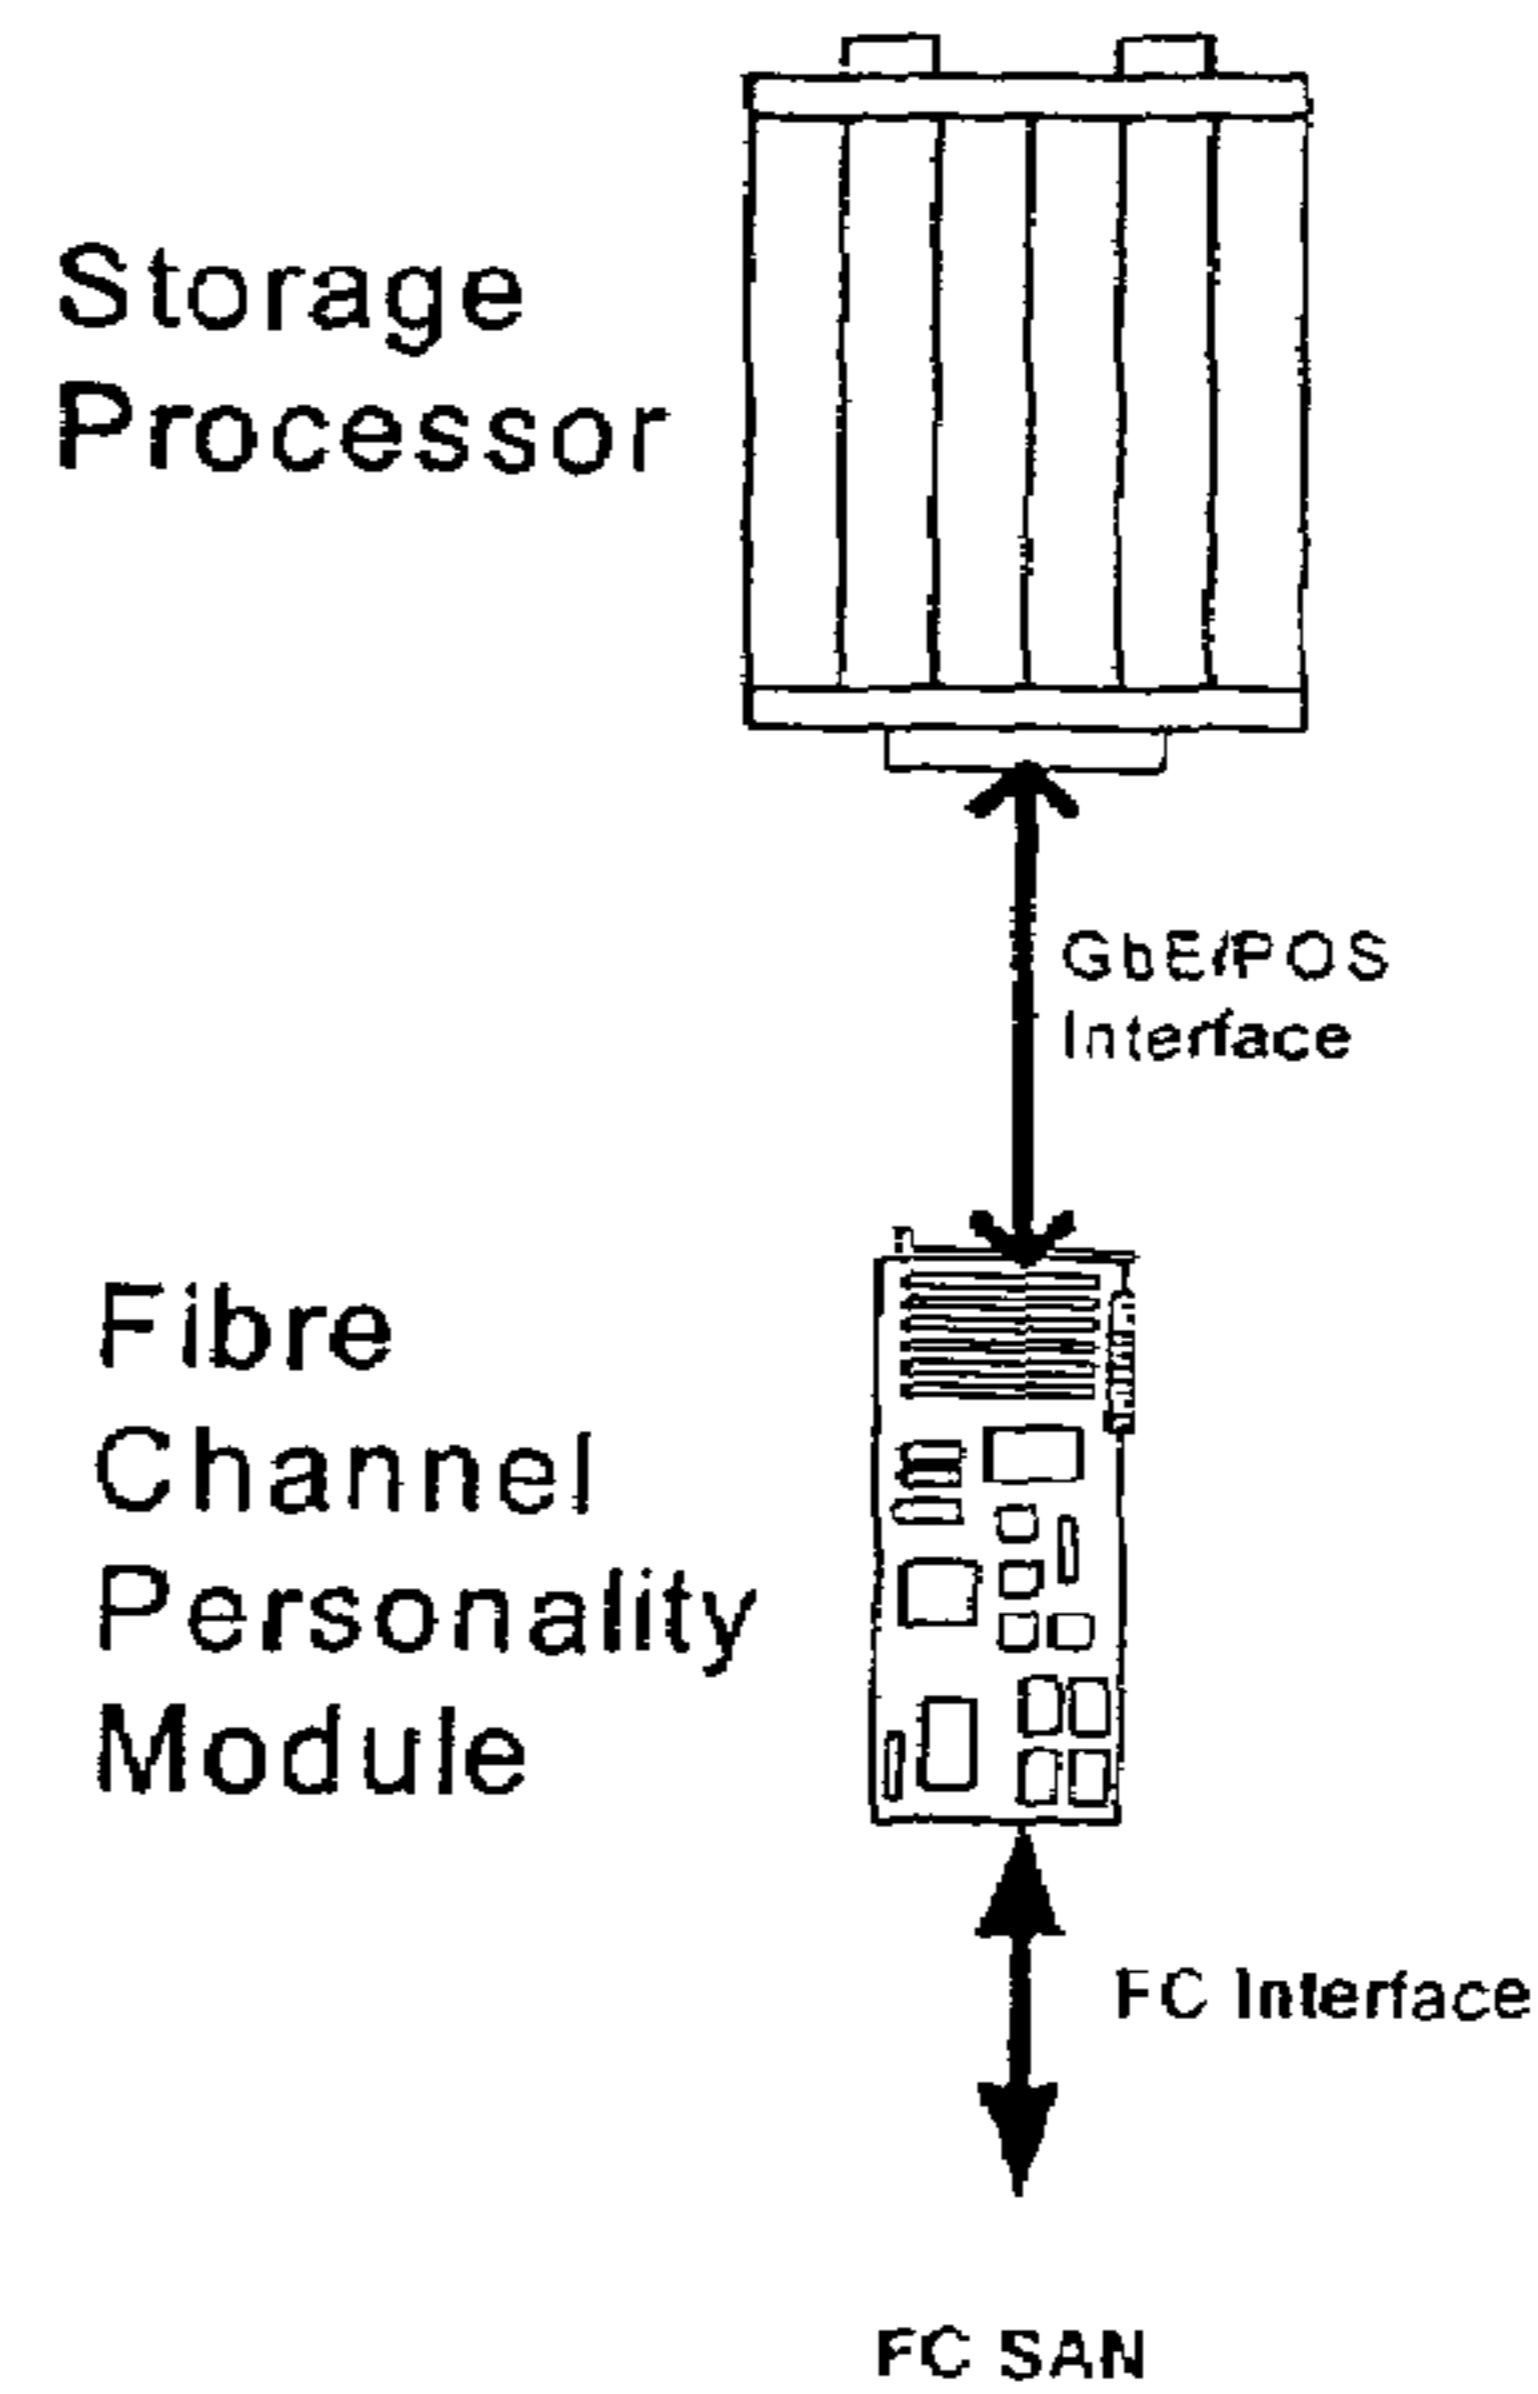 Storage
Processor
GbE/POS
Interface
Fibre
Channel
Personality
Module
FC Interface
FC SAN